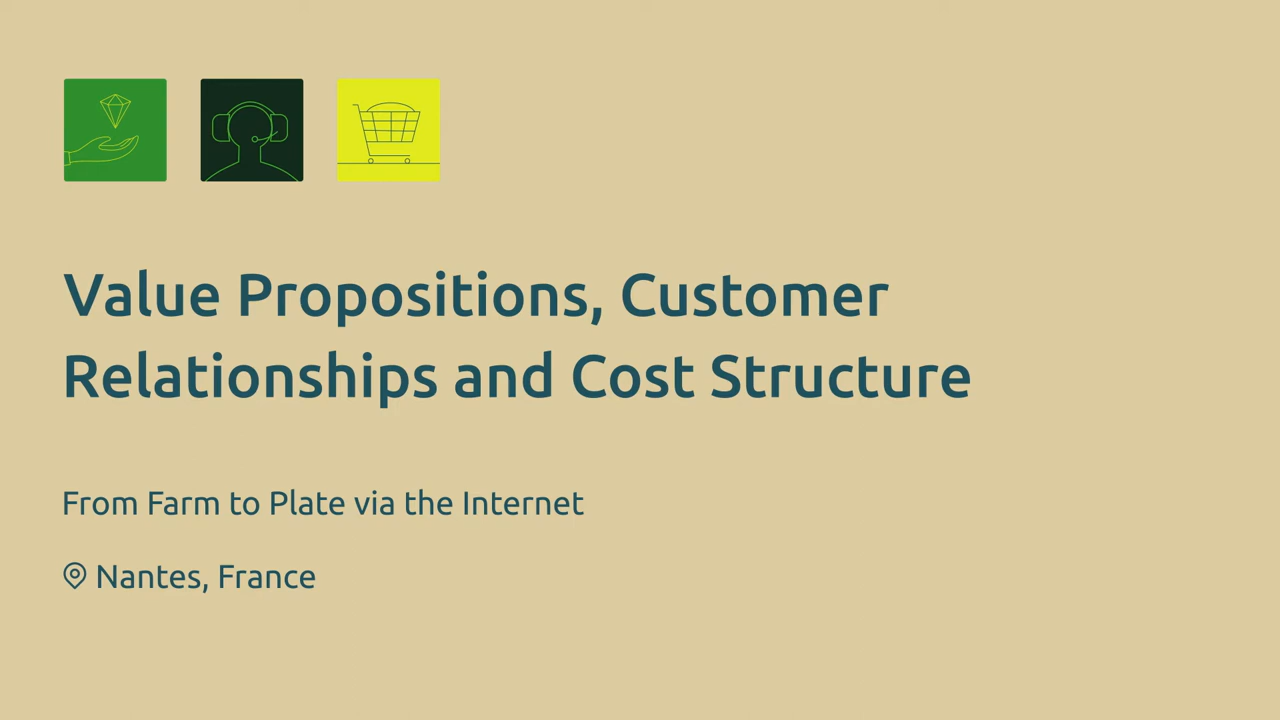 Value Propositions, Customer
Relationships and Cost Structure
From Farm to Plate via the Internet
Nantes, France